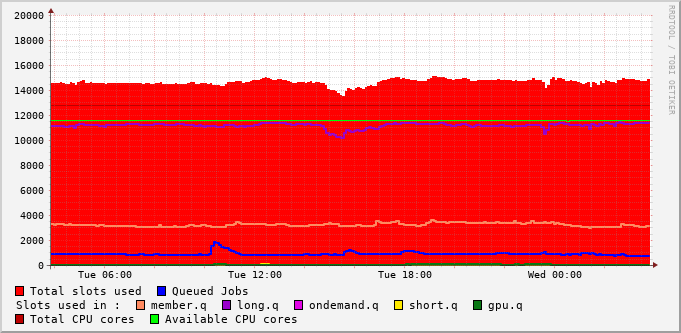 20000
18000
16000
14000
12000
10000
8000
6000
4000
2000
0
Tue 06:00 Tue 12:00 Tue 18:00 Wed 00:00
Total slots used Queued Jobs
Slots used in : member.q long.q ondemand.q short.q gpu.q
Total CPU cores Available CPU cores
RRDTOOL / TOBI OETIKER